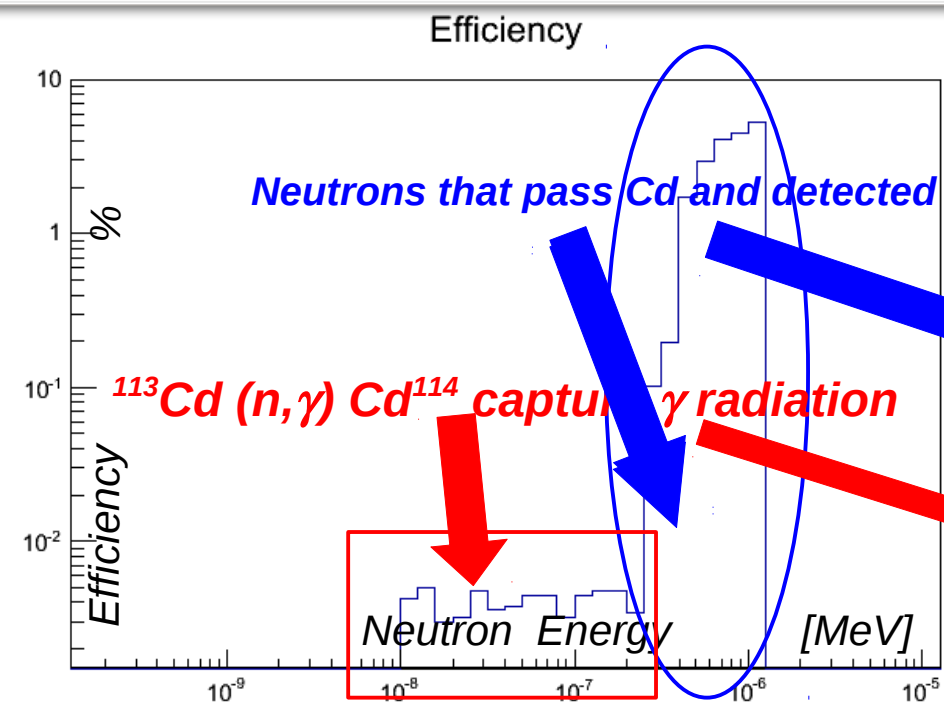 Efficiency
10
Neutrons that pass Cd and detected
%
1
10⁻¹
¹¹³Cd (n,γ) Cd¹¹⁴ captur γ radiation
Efficiency
10⁻²
Neutron Energy [MeV]
10⁻⁹ 10⁻⁸ 10⁻⁷ 10⁻⁶ 10⁻⁵